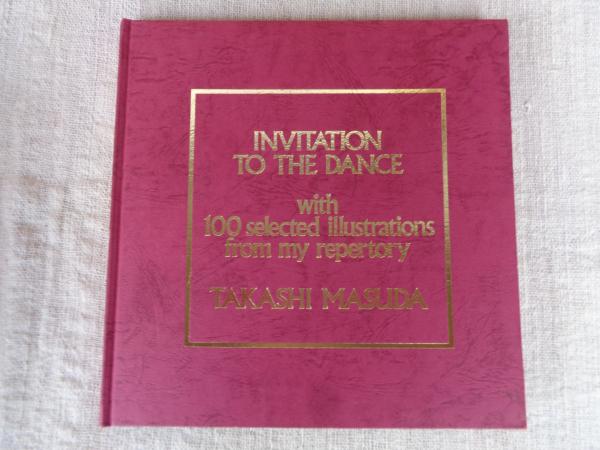 INVITATION
TO THE DANCE
with
100 selected illustrations
from my repertory
TAKASHI MASUDA